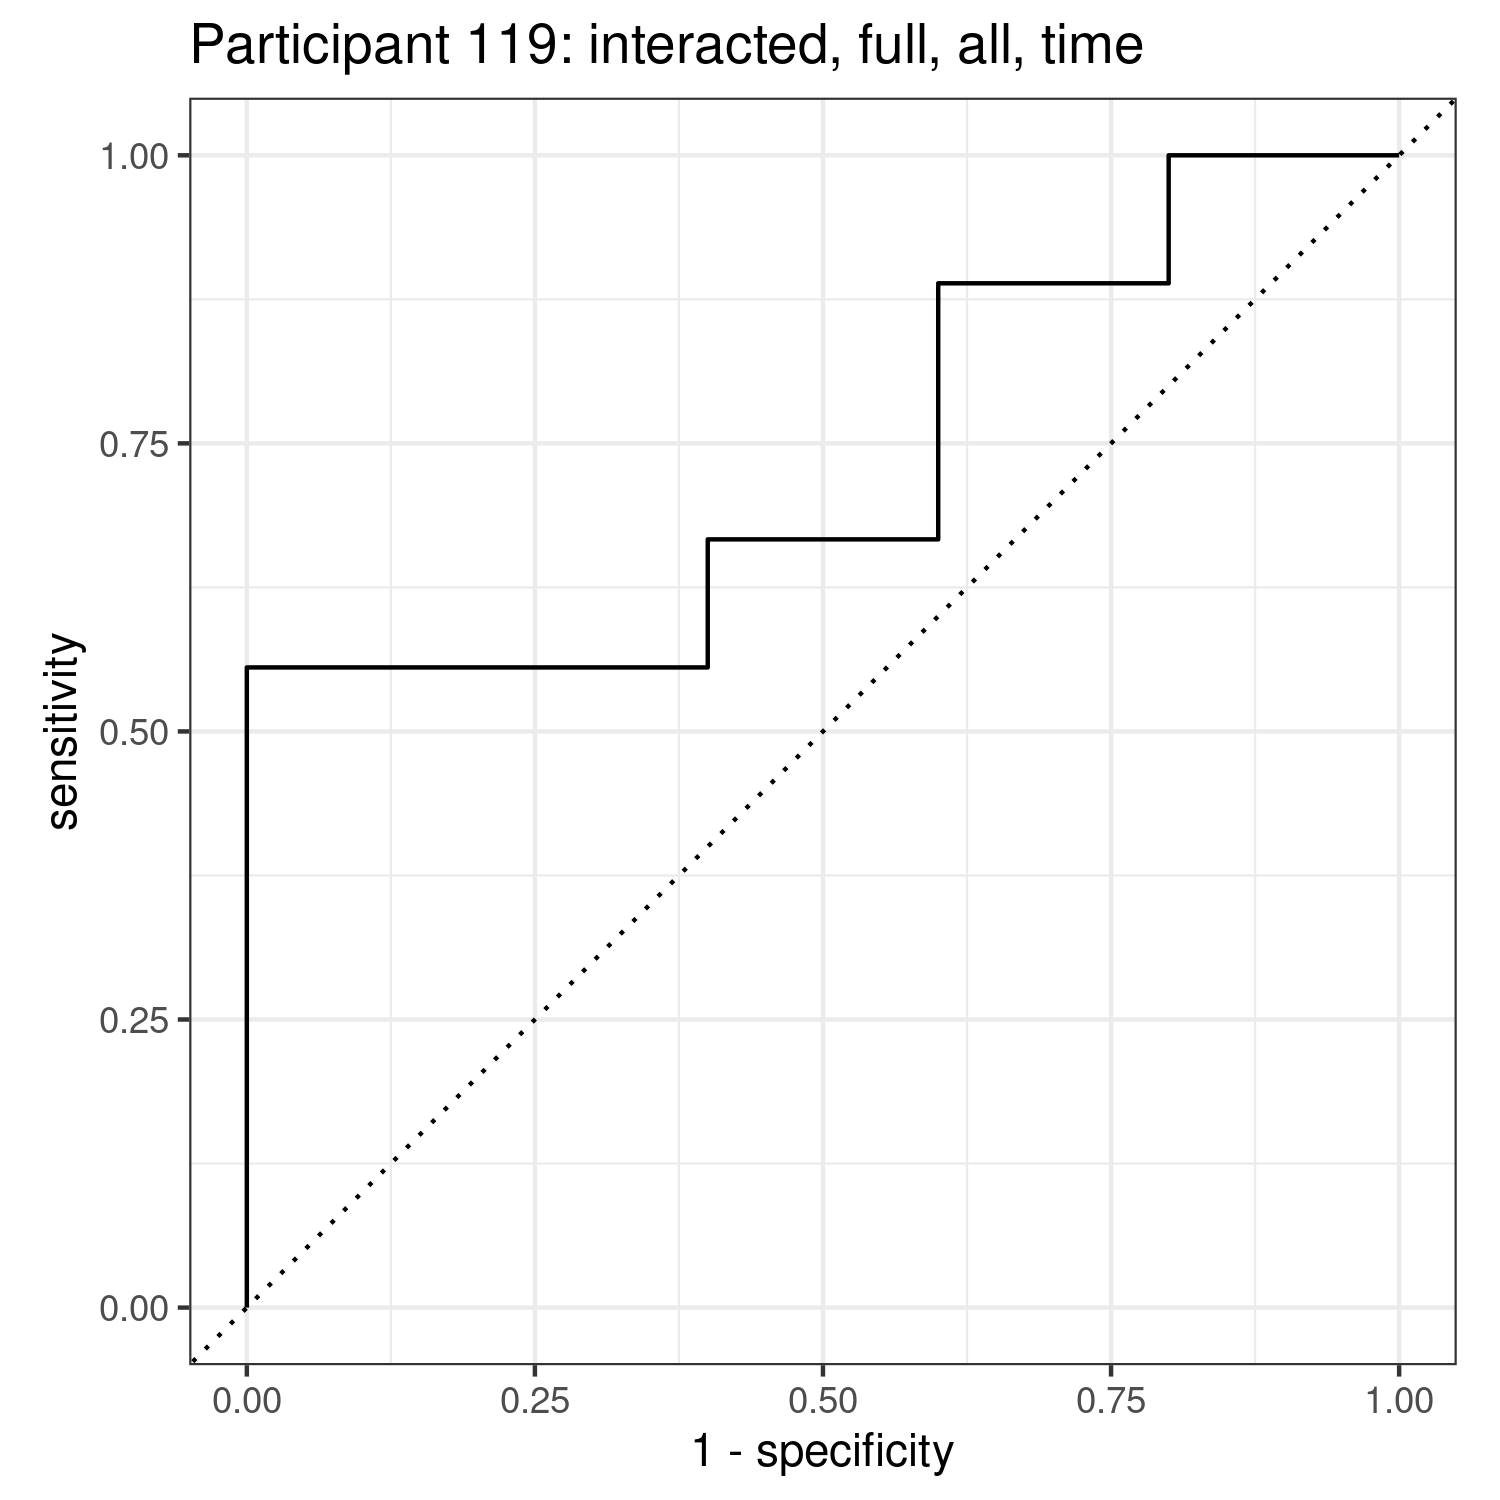 Participant 119: interacted, full, all, time
1.00
0.75
0.50
0.25
0.00
sensitivity
0.00 0.25 0.50 0.75 1.00
1 - specificity